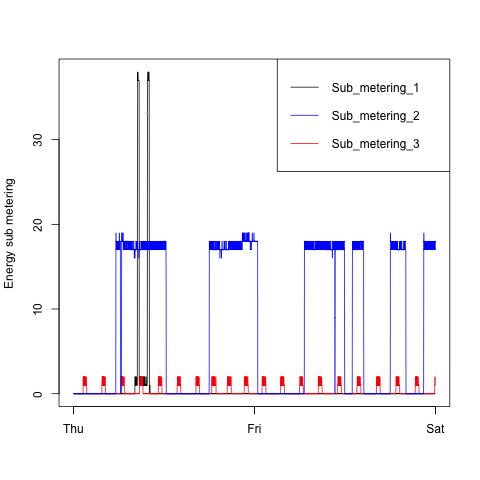 Sub_metering_1
Sub_metering_2
Sub_metering_3
Energy sub metering
30
20
10
0
Thu
Fri
Sat